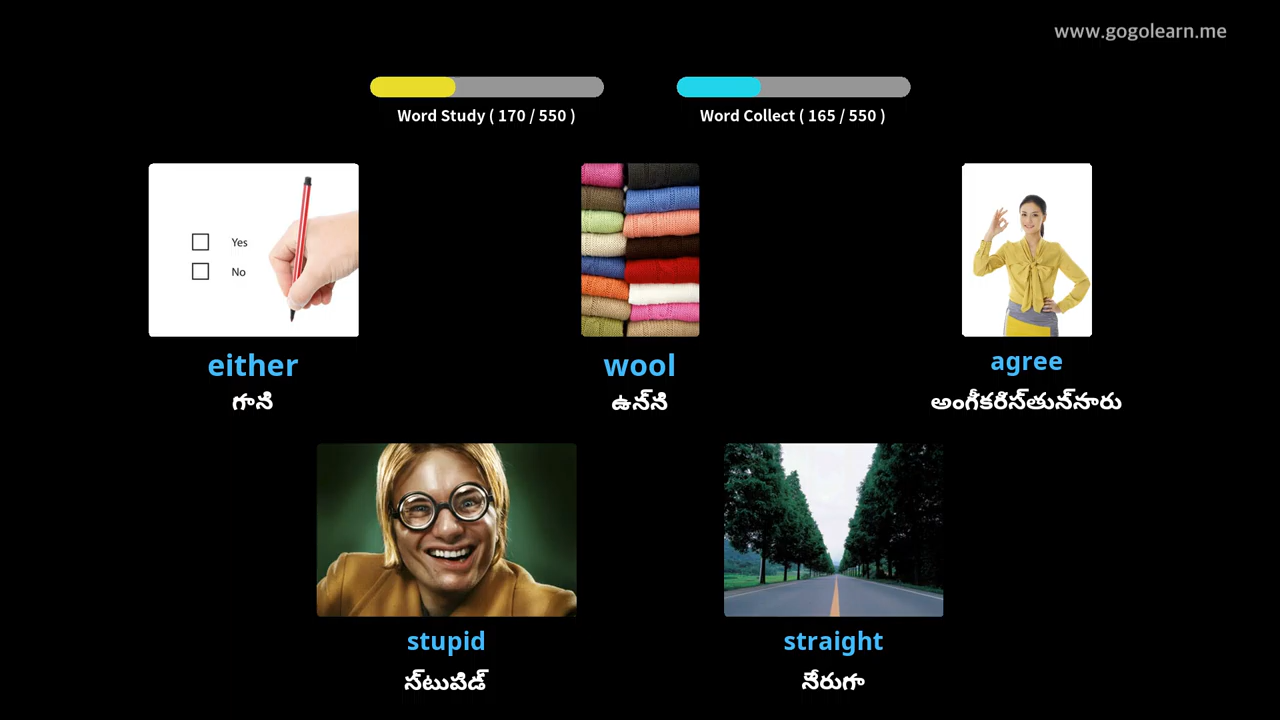 www.gogolearn.me
Word Study ( 170 / 550 )
Word Collect ( 165 / 550 )
Yes
No
either
wool
agree
గాని
ఉన్‌ని
అంగీకరిస్‌తున్‌నారు
stupid
straight
స్‌టుపిడ్
నేరుగా